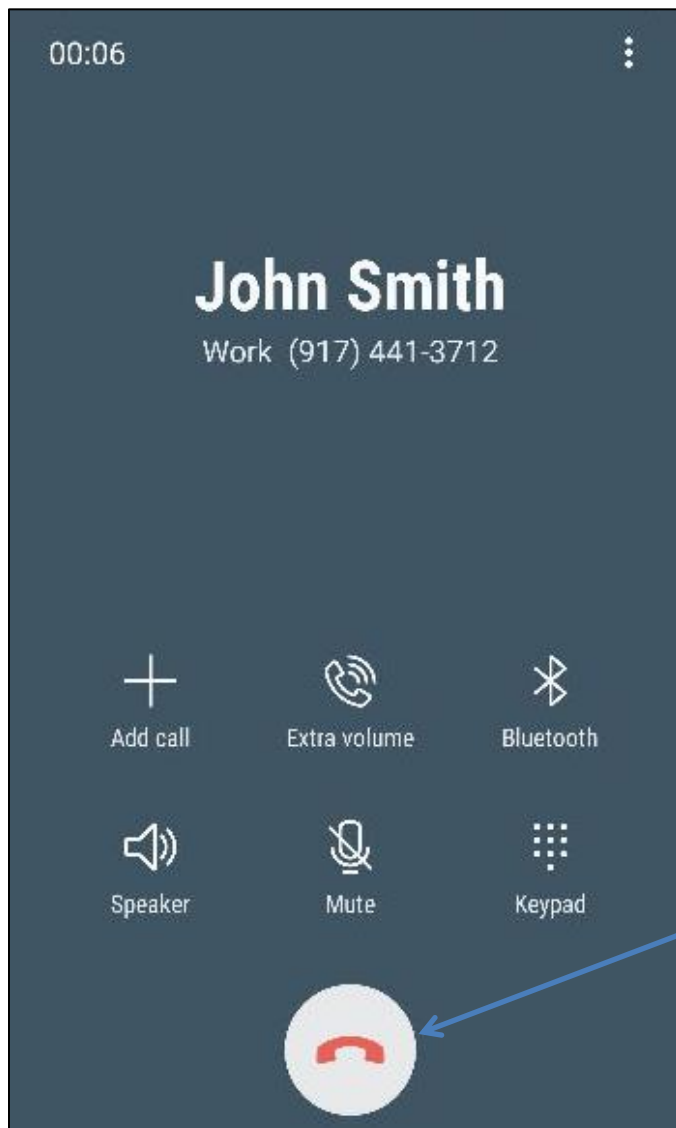 00:06
John Smith
Work (917) 441-3712
Add call Extra volume Bluetooth
Speaker Mute Keypad